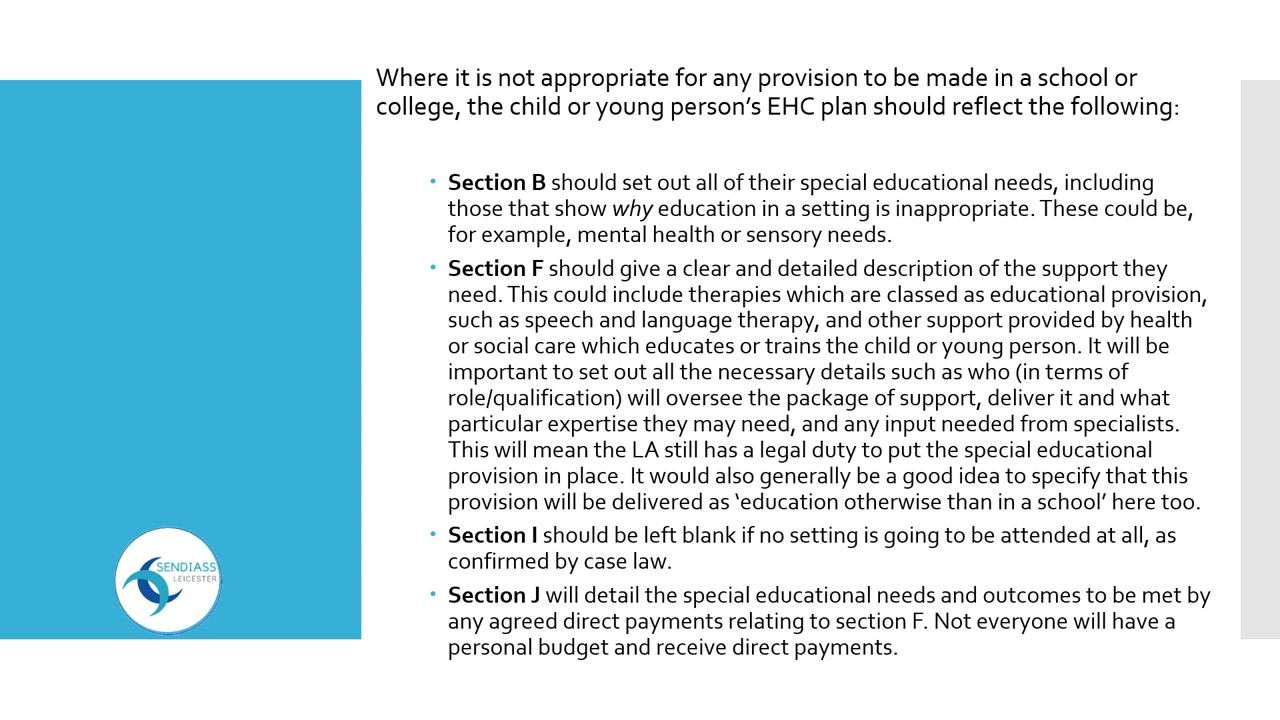 Where it is not appropriate for any provision to be made in a school or
college, the child or young person’s EHC plan should reflect the following:
• Section B should set out all of their special educational needs, including
those that show why education in a setting is inappropriate. These could be,
for example, mental health or sensory needs.
• Section F should give a clear and detailed description of the support they
need. This could include therapies which are classed as educational provision,
such as speech and language therapy, and other support provided by health
or social care which educates or trains the child or young person. It will be
important to set out all the necessary details such as who (in terms of
role/qualification) will oversee the package of support, deliver it and what
particular expertise they may need, and any input needed from specialists.
This will mean the LA still has a legal duty to put the special educational
provision in place. It would also generally be a good idea to specify that this
provision will be delivered as ‘education otherwise than in a school’ here too.
• Section I should be left blank if no setting is going to be attended at all, as
confirmed by case law.
• Section J will detail the special educational needs and outcomes to be met by
any agreed direct payments relating to section F. Not everyone will have a
personal budget and receive direct payments.
SENDIASS
LEICESTER